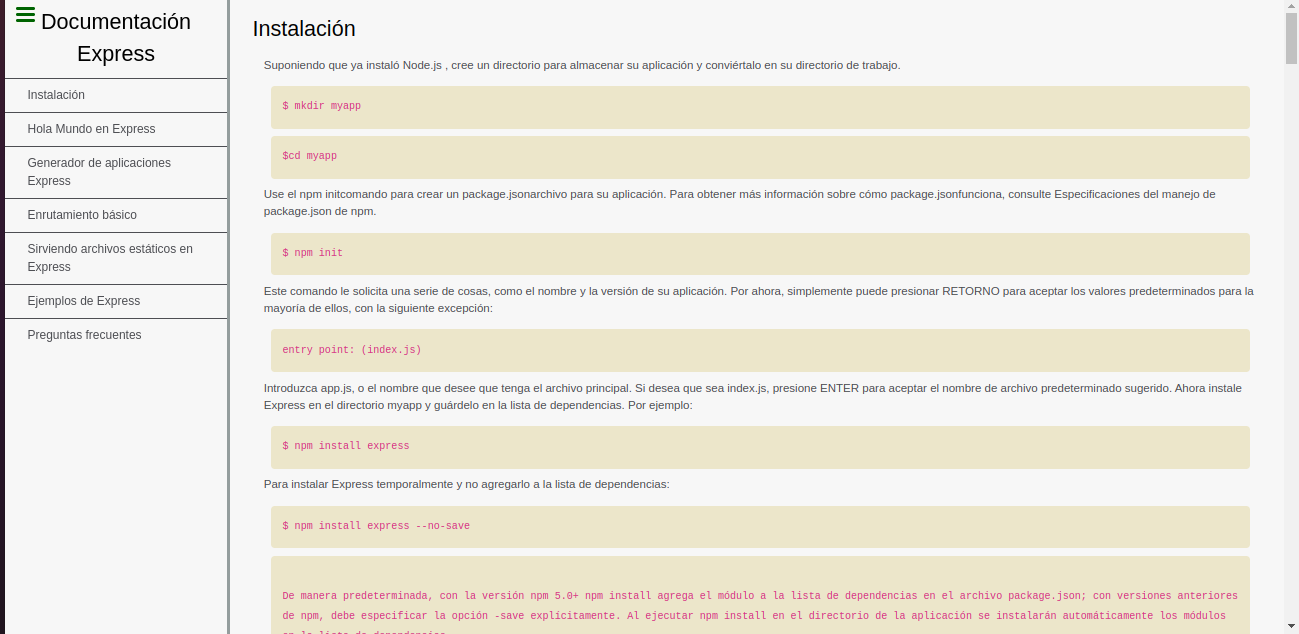 Documentación
Express
Instalación
Hola Mundo en Express
Generador de aplicaciones
Express
Enrutamiento básico
Sirviendo archivos estáticos en
Express
Ejemplos de Express
Preguntas frecuentes
Instalación
Suponiendo que ya instaló Node.js , cree un directorio para almacenar su aplicación y conviértalo en su directorio de trabajo.
$ mkdir myapp
$cd myapp
Use el npm initcomando para crear un package.jsonarchivo para su aplicación. Para obtener más información sobre cómo package.jsonfunciona, consulte Especificaciones del manejo de
package.json de npm.
$ npm init
Este comando le solicita una serie de cosas, como el nombre y la versión de su aplicación. Por ahora, simplemente puede presionar RETORNO para aceptar los valores predeterminados para la
mayoría de ellos, con la siguiente excepción:
entry point: (index.js)
Introduzca app.js, o el nombre que desee que tenga el archivo principal. Si desea que sea index.js, presione ENTER para aceptar el nombre de archivo predeterminado sugerido. Ahora instale
Express en el directorio myapp y guárdelo en la lista de dependencias. Por ejemplo:
$ npm install express
Para instalar Express temporalmente y no agregarlo a la lista de dependencias:
$ npm install express --no-save
De manera predeterminada, con la versión npm 5.0+ npm install agrega el módulo a la lista de dependencias en el archivo package.json; con versiones anteriores
de npm, debe especificar la opción -save explícitamente. Al ejecutar npm install en el directorio de la aplicación se instalarán automáticamente los módulos